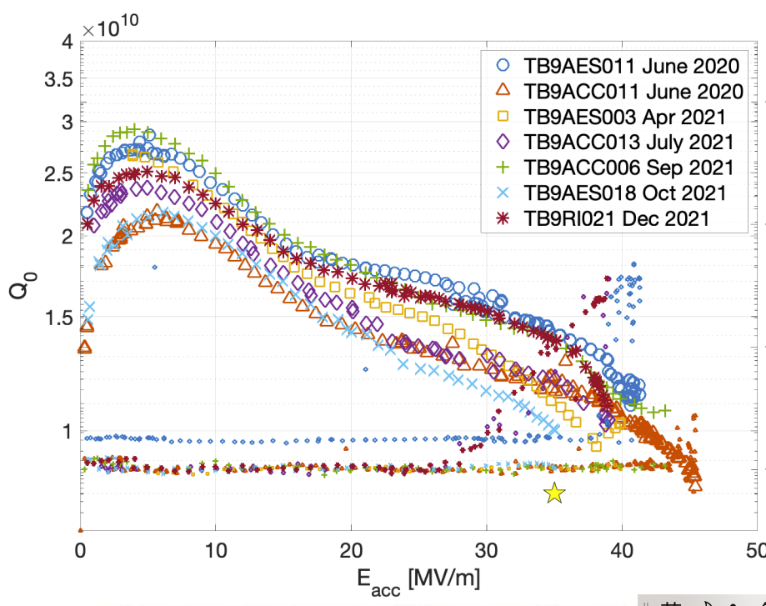 ×10^10
4
3.5
3
2.5
2
1.5
1
Q_0
0
10
20
30
40
50
E_acc [MV/m]
TB9AES011 June 2020
TB9ACC011 June 2020
TB9AES003 Apr 2021
TB9ACC013 July 2021
TB9ACC006 Sep 2021
TB9AES018 Oct 2021
TB9RI021 Dec 2021